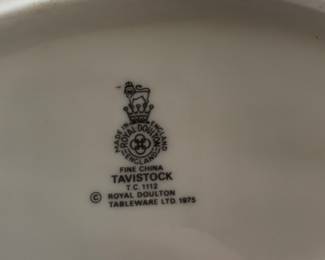 MADE IN ENGLAND
ROYAL DOULTON
ENGLAND
FINE CHINA
TAVISTOCK
T.C. 1112
© ROYAL DOULTON
TABLEWARE LTD. 1975